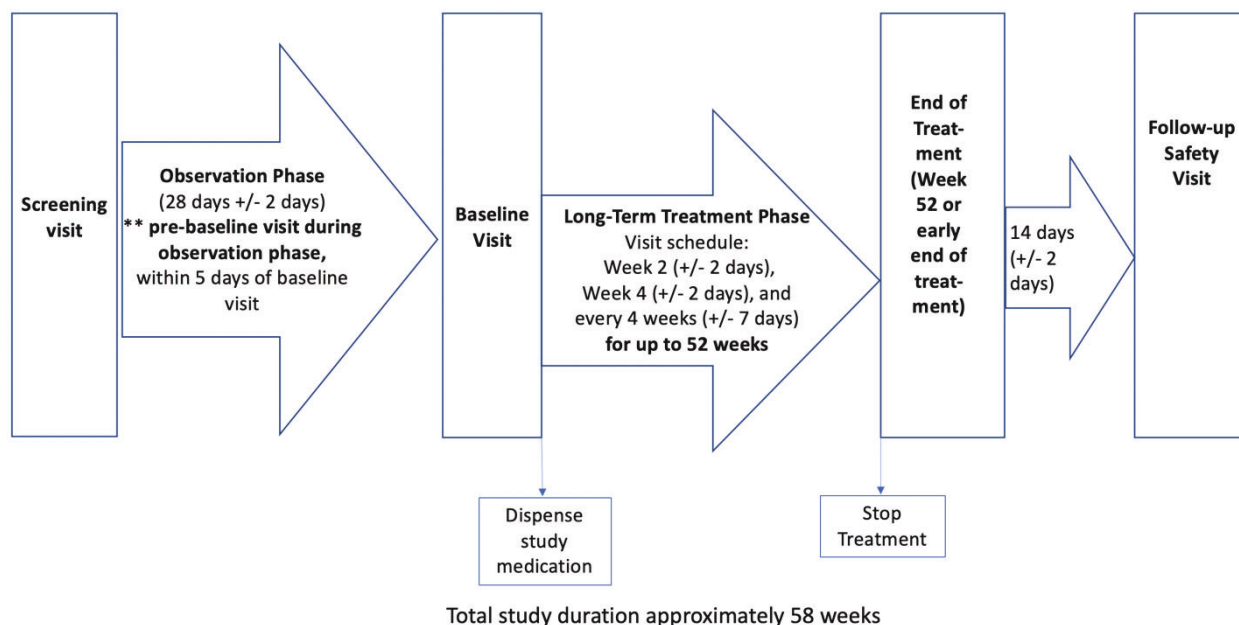 Screening
visit
Observation Phase
(28 days +/- 2 days)
** pre-baseline visit during
observation phase,
within 5 days of baseline
visit
Baseline
Visit
Long-Term Treatment Phase
Visit schedule:
Week 2 (+/- 2 days),
Week 4 (+/- 2 days), and
every 4 weeks (+/- 7 days)
for up to 52 weeks
End of
Treat-
ment
(Week
52 or
early
end of
treat-
ment)
14 days
(+/- 2
days)
Follow-up
Safety
Visit
Dispense
study
medication
Stop
Treatment
Total study duration approximately 58 weeks